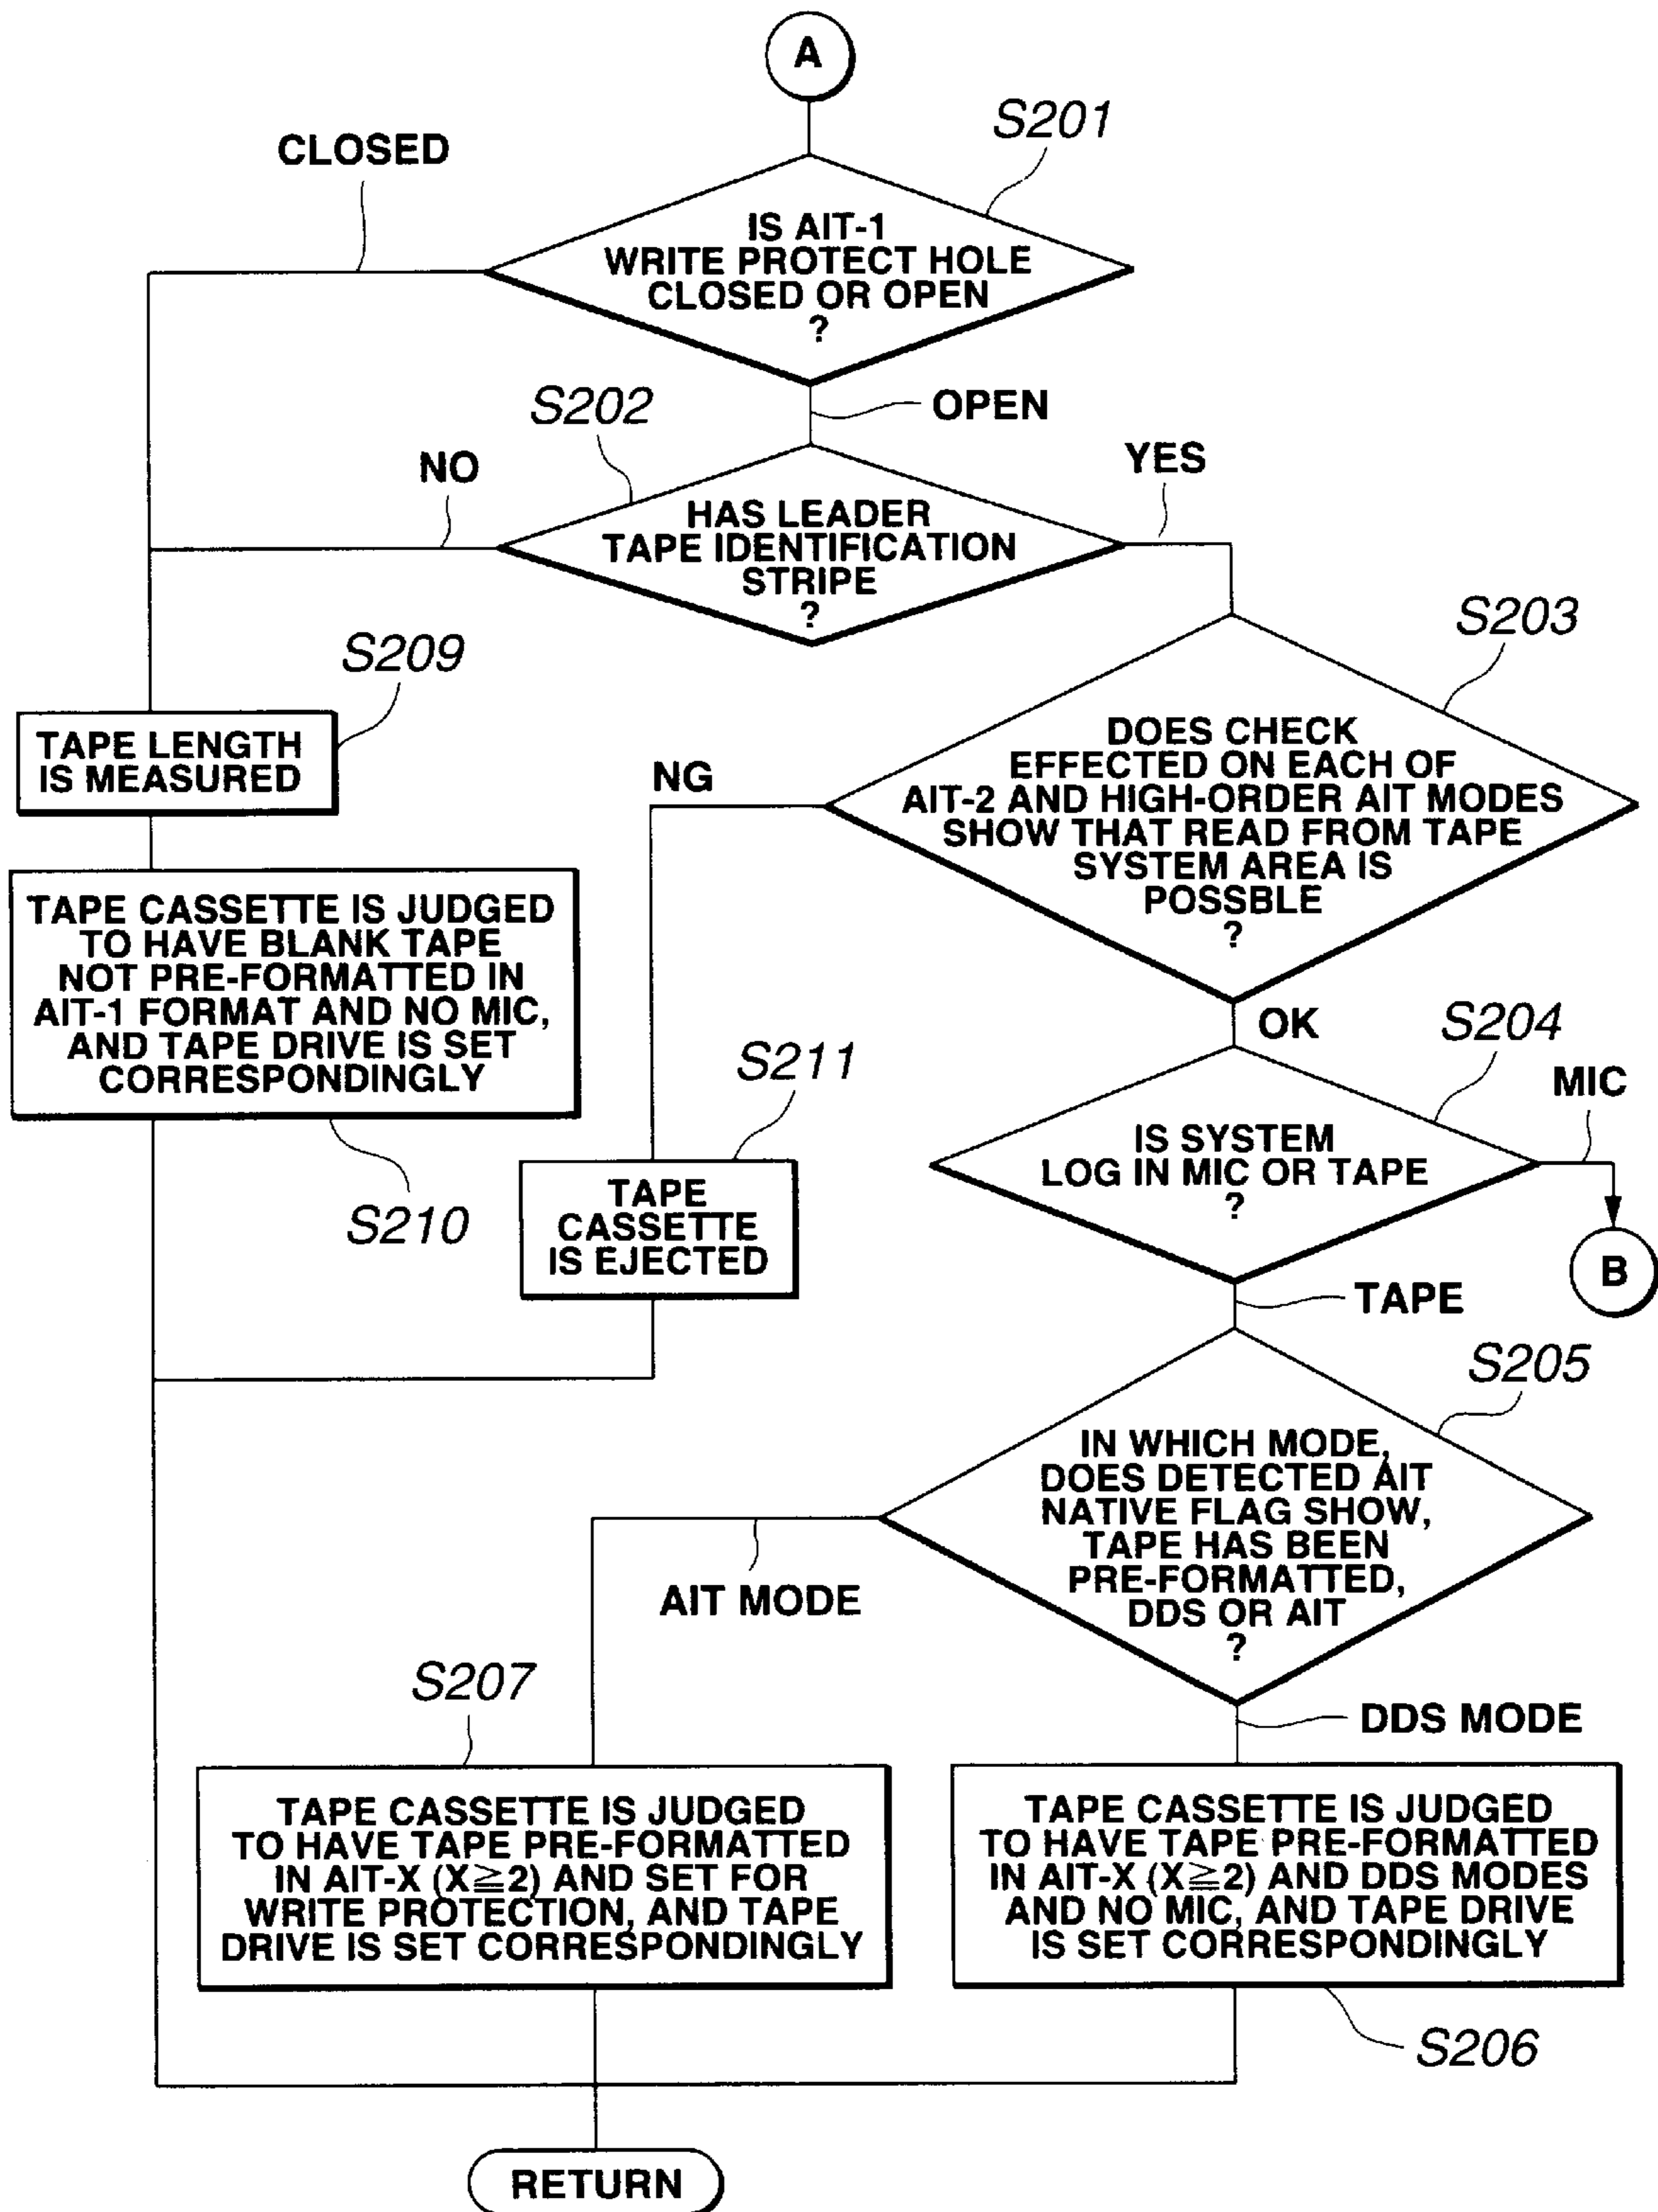 A
S201
CLOSED
IS AIT-1
WRITE PROTECT HOLE
CLOSED OR OPEN
?
S202
OPEN
NO
YES
HAS LEADER
TAPE IDENTIFICATION
STRIPE
?
S203
S209
TAPE LENGTH
IS MEASURED
NG
DOES CHECK
EFFECTED ON EACH OF
AIT-2 AND HIGH-ORDER AIT MODES
SHOW THAT READ FROM TAPE
SYSTEM AREA IS
POSSBLE
?
TAPE CASSETTE IS JUDGED
TO HAVE BLANK TAPE
NOT PRE-FORMATTED IN
AIT-1 FORMAT AND NO MIC,
AND TAPE DRIVE IS SET
CORRESPONDINGLY
S210
OK
S204
MIC
S211
TAPE
CASSETTE
IS EJECTED
IS SYSTEM
LOG IN MIC OR TAPE
?
B
TAPE
S205
IN WHICH MODE,
DOES DETECTED AIT
NATIVE FLAG SHOW,
TAPE HAS BEEN
PRE-FORMATTED,
DDS OR AIT
?
AIT MODE
S207
DDS MODE
TAPE CASSETTE IS JUDGED
TO HAVE TAPE PRE-FORMATTED
IN AIT-X (X≧2) AND SET FOR
WRITE PROTECTION, AND TAPE
DRIVE IS SET CORRESPONDINGLY
TAPE CASSETTE IS JUDGED
TO HAVE TAPE PRE-FORMATTED
IN AIT-X (X≧2) AND DDS MODES
AND NO MIC, AND TAPE DRIVE
IS SET CORRESPONDINGLY
S206
RETURN